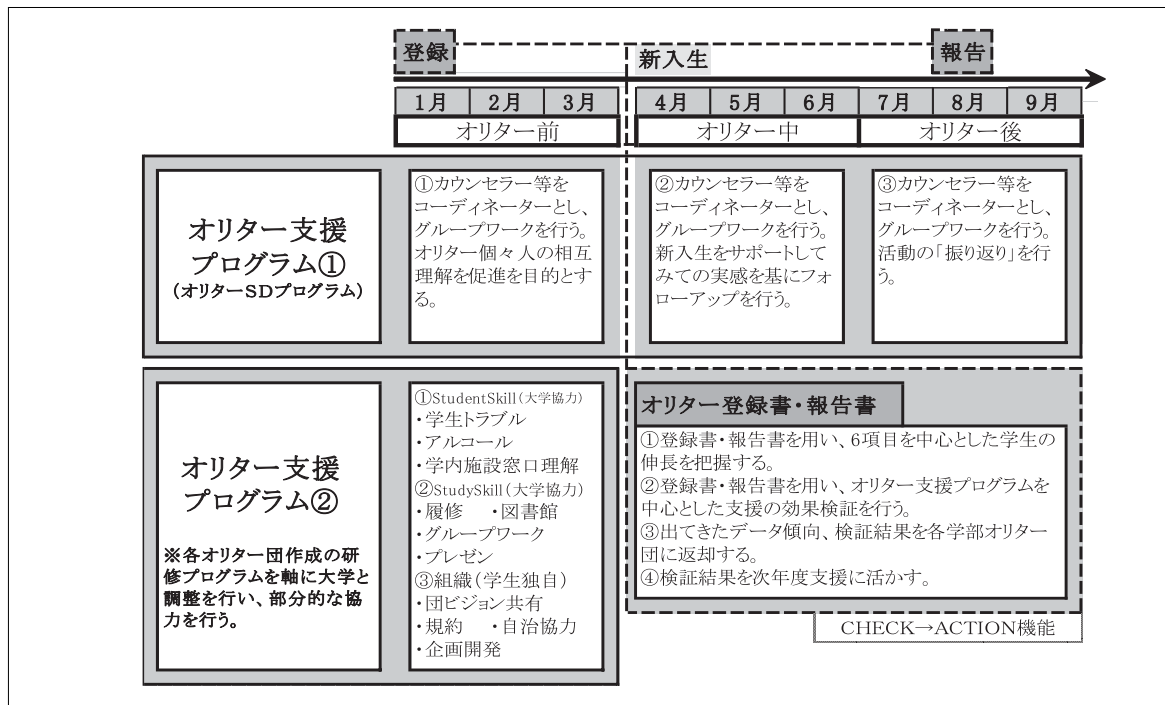 登録
新入生
報告
1月 2月 3月 4月 5月 6月 7月 8月 9月
オリター前 オリター中 オリター後
オリター支援
プログラム①
(オリターSDプログラム)
①カウンセラー等を
コーディネーターとし、
グループワークを行う。
オリター個々人の相互
理解を促進を目的とす
る。
②カウンセラー等を
コーディネーターとし、
グループワークを行う。
新入生をサポートして
みての実感を基にフォ
ローアップを行う。
③カウンセラー等を
コーディネーターとし、
グループワークを行う。
活動の「振り返り」を行
う。
オリター支援
プログラム②
※各オリター団作成の研
修プログラムを軸に大学と
調整を行い、部分的な協
力を行う。
①StudentSkill(大学協力)
・学生トラブル
・アルコール
・学内施設窓口理解
②StudySkill(大学協力)
・履修 ・図書館
・グループワーク
・プレゼン
③組織(学生独自)
・団ビジョン共有
・規約 ・自治協力
・企画開発
オリター登録書・報告書
①登録書・報告書を用い、6項目を中心とした学生の
伸長を把握する。
②登録書・報告書を用い、オリター支援プログラムを
中心とした支援の効果検証を行う。
③出てきたデータ傾向、検証結果を各学部オリター
団に返却する。
④検証結果を次年度支援に活かす。
CHECK→ACTION機能